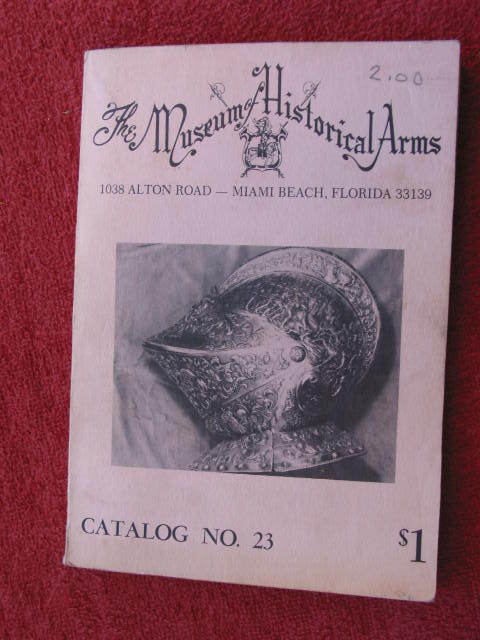 2.00
The Museum of Historical Arms
1038 ALTON ROAD — MIAMI BEACH, FLORIDA 33139
CATALOG NO. 23
$1